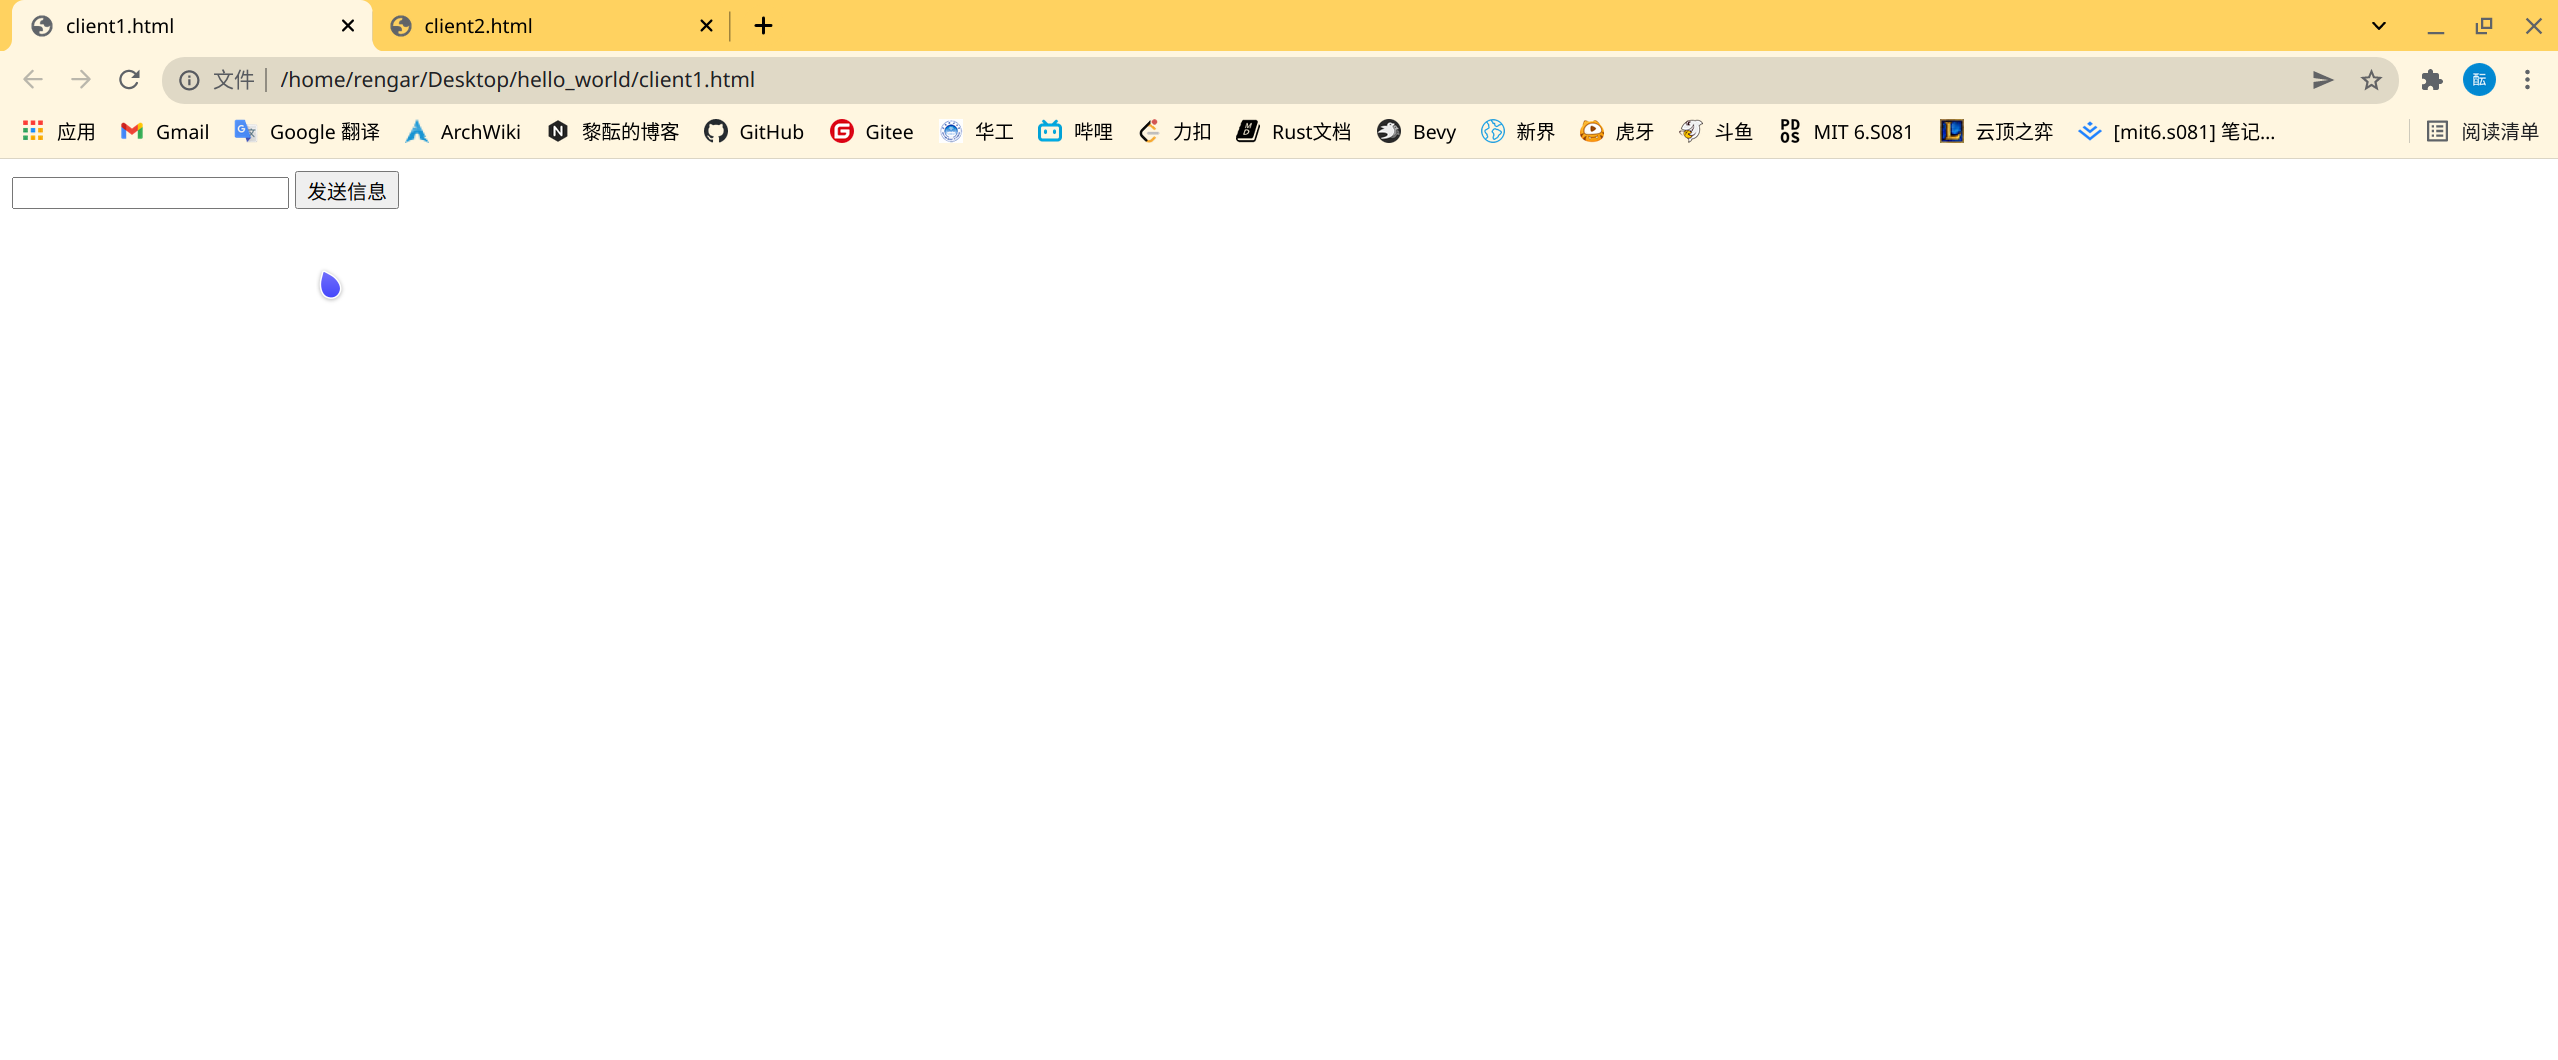 client1.html client2.html
文件 /home/rengar/Desktop/hello_world/client1.html 酝
应用 Gmail Google 翻译 ArchWiki 黎酝的博客 GitHub Gitee 华工 哔哩 力扣 Rust文档 Bevy 新界 虎牙 斗鱼 PDOS MIT 6.S081 云顶之弈 [mit6.s081] 笔记... 阅读清单
发送信息